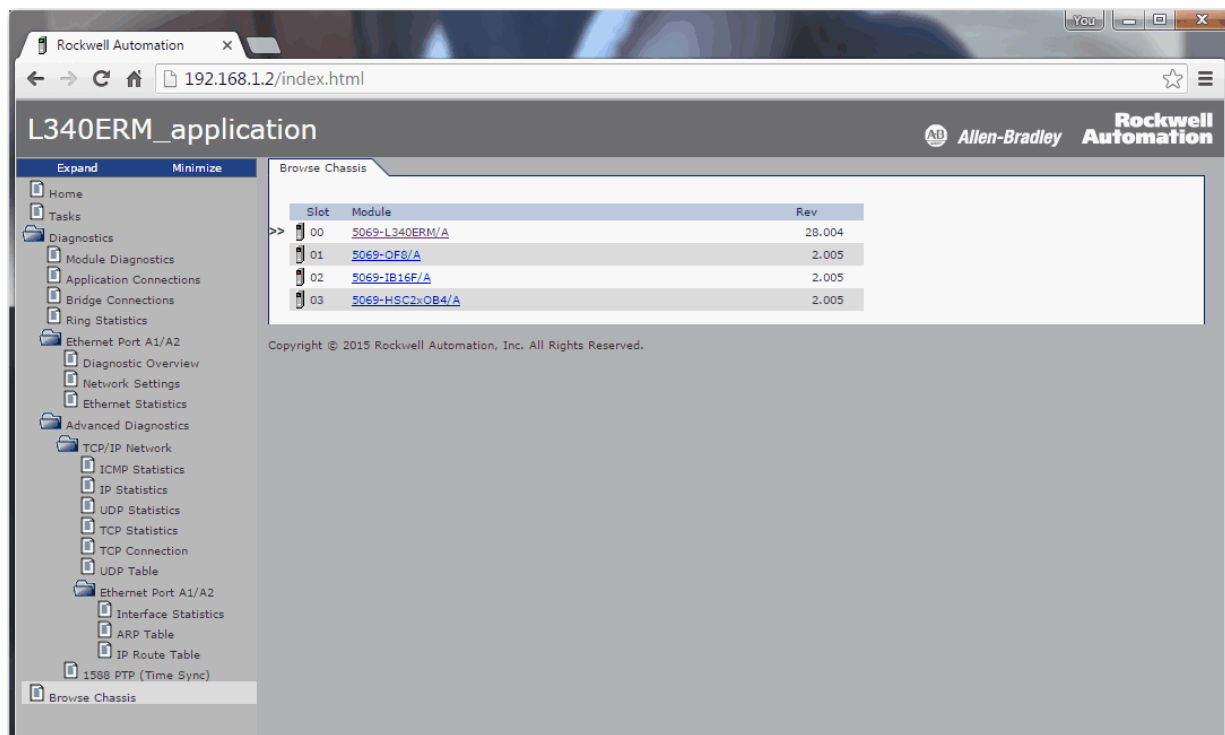 You
Rockwell Automation
192.168.1.2/index.html
L340ERM_application
AB Allen-Bradley Rockwell Automation
Expand Minimize
Home
Tasks
Diagnostics
Module Diagnostics
Application Connections
Bridge Connections
Ring Statistics
Ethernet Port A1/A2
Diagnostic Overview
Network Settings
Ethernet Statistics
Advanced Diagnostics
TCP/IP Network
ICMP Statistics
IP Statistics
UDP Statistics
TCP Statistics
TCP Connection
UDP Table
Ethernet Port A1/A2
Interface Statistics
ARP Table
IP Route Table
1588 PTP (Time Sync)
Browse Chassis
Browse Chassis
Slot Module Rev
>> 00 5069-L340ERM/A 28.004
01 5069-OF8/A 2.005
02 5069-IB16F/A 2.005
03 5069-HSC2xOB4/A 2.005
Copyright © 2015 Rockwell Automation, Inc. All Rights Reserved.